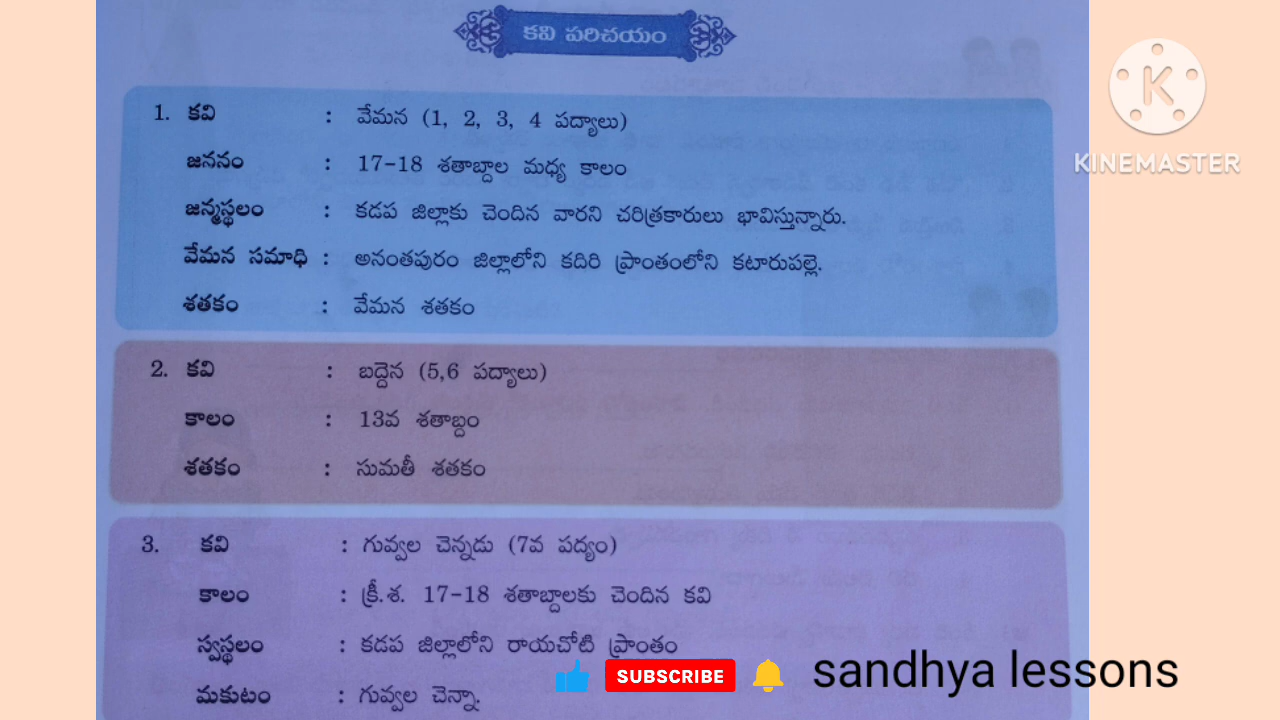 కవి పరిచయం
1. కవి : వేమన (1, 2, 3, 4 పద్యాలు)
జననం : 17-18 శతాబ్దాల మధ్య కాలం
జన్మస్థలం : కడప జిల్లాకు చెందిన వారని చరిత్రకారులు భావిస్తున్నారు.
వేమన సమాధి : అనంతపురం జిల్లాలోని కదిరి ప్రాంతంలోని కటారుపల్లె.
శతకం : వేమన శతకం
2. కవి : బద్దెన (5,6 పద్యాలు)
కాలం : 13వ శతాబ్దం
శతకం : సుమతీ శతకం
3. కవి : గువ్వల చెన్నడు (7వ పద్యం)
కాలం : క్రీ.శ. 17-18 శతాబ్దాలకు చెందిన కవి
స్వస్థలం : కడప జిల్లాలోని రాయచోటి ప్రాంతం
మకుటం : గువ్వల చెన్నా.
K
KINEMASTER
SUBSCRIBE
sandhya lessons